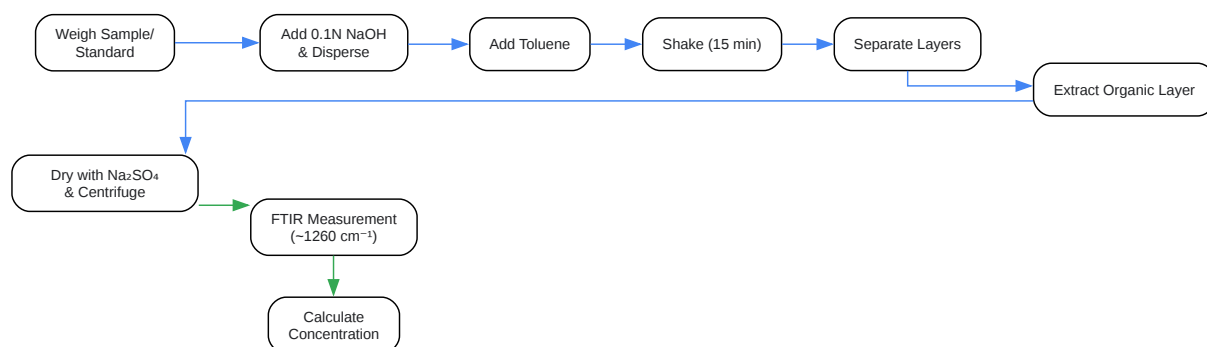 Weigh Sample/
Standard
Add 0.1N NaOH
& Disperse
Add Toluene
Shake (15 min)
Separate Layers
Extract Organic Layer
Dry with Na₂SO₄
& Centrifuge
FTIR Measurement
(~1260 cm⁻¹)
Calculate
Concentration